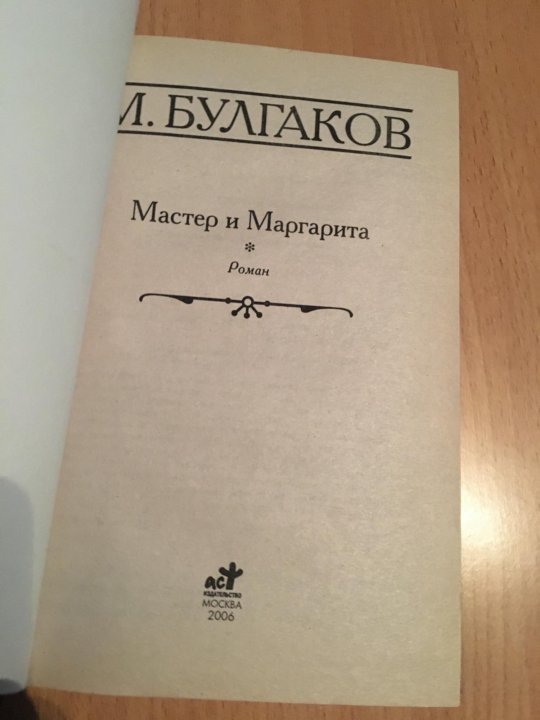 М. БУЛГАКОВ
Мастер и Маргарита
*
Роман
аст
ИЗДАТЕЛЬСТВО
МОСКВА
2006